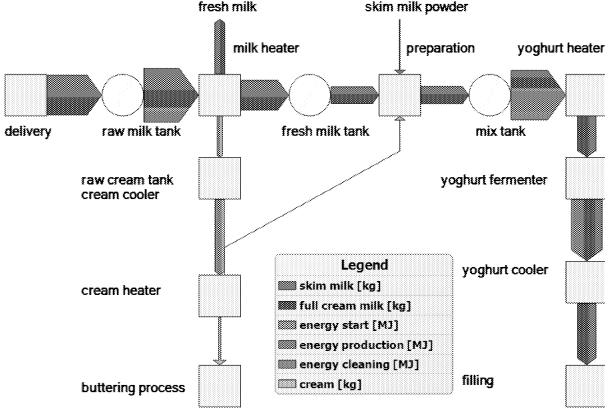 fresh milk
skim milk powder
milk heater
preparation
yoghurt heater
delivery
raw milk tank
fresh milk tank
mix tank
raw cream tank
cream cooler
yoghurt fermenter
Legend
skim milk [kg]
full cream milk [kg]
energy start [MJ]
energy production [MJ]
energy cleaning [MJ]
cream [kg]
yoghurt cooler
cream heater
buttering process
filling